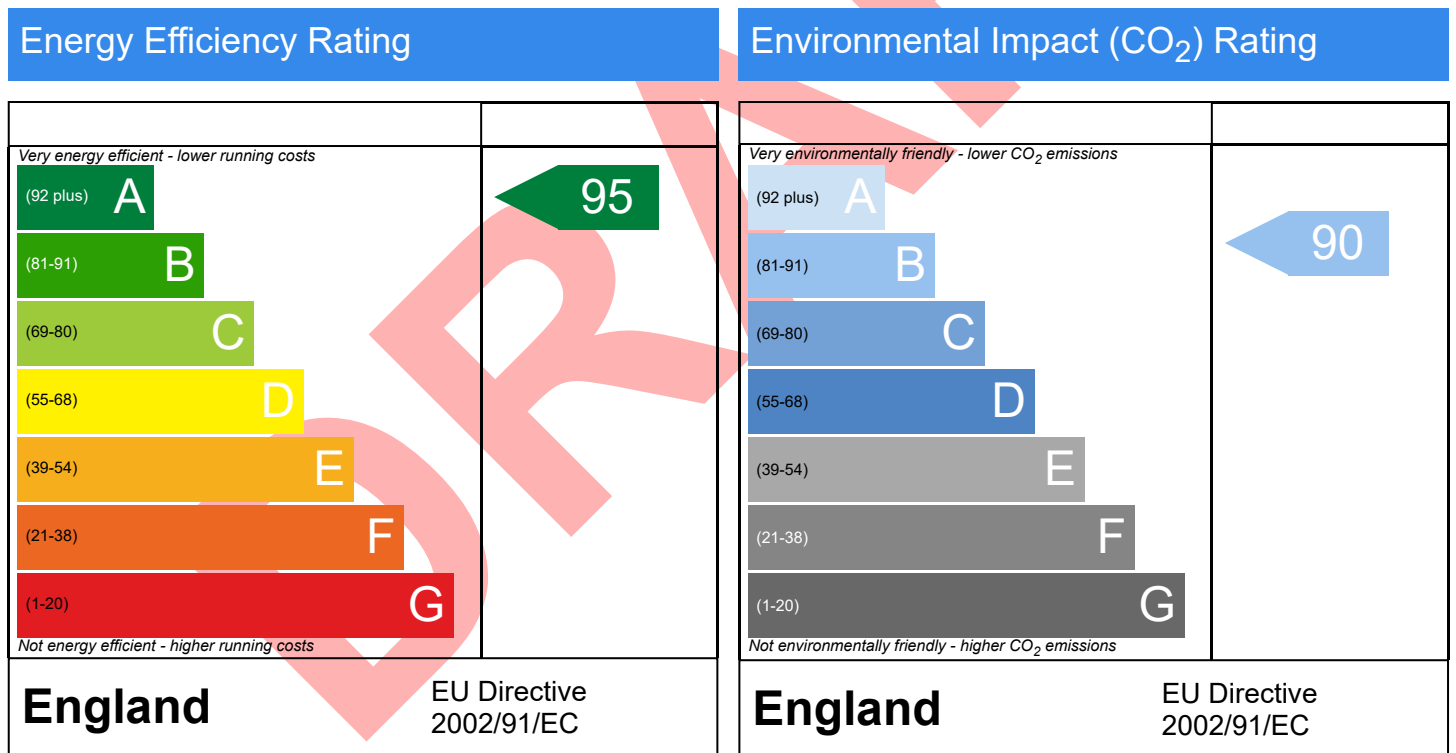 Energy Efficiency Rating
Very energy efficient - lower running costs
(92 plus) A
95
(81-91) B
(69-80) C
(55-68) D
(39-54) E
(21-38) F
(1-20) G
Not energy efficient - higher running costs
England
EU Directive
2002/91/EC
Environmental Impact (CO₂) Rating
Very environmentally friendly - lower CO₂ emissions
(92 plus) A
90
(81-91) B
(69-80) C
(55-68) D
(39-54) E
(21-38) F
(1-20) G
Not environmentally friendly - higher CO₂ emissions
England
EU Directive
2002/91/EC
DRA